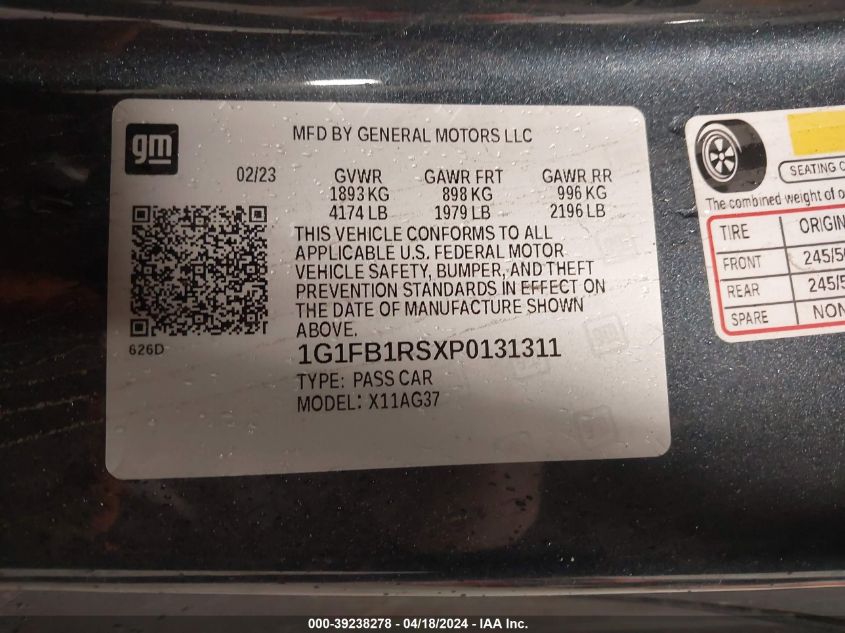 gm
MFD BY GENERAL MOTORS LLC
02/23
GVWR GAWR FRT GAWR RR
1893 KG 898 KG 996 KG
4174 LB 1979 LB 2196 LB
THIS VEHICLE CONFORMS TO ALL
APPLICABLE U.S. FEDERAL MOTOR
VEHICLE SAFETY, BUMPER, AND THEFT
PREVENTION STANDARDS IN EFFECT ON
THE DATE OF MANUFACTURE SHOWN
ABOVE.
626D
1G1FB1RSXP0131311
TYPE: PASS CAR
MODEL: X11AG37
SEATING
The combined weight of
TIRE
FRONT 245/5
REAR 245/5
SPARE
000-39238278 - 04/18/2024 - IAA Inc.